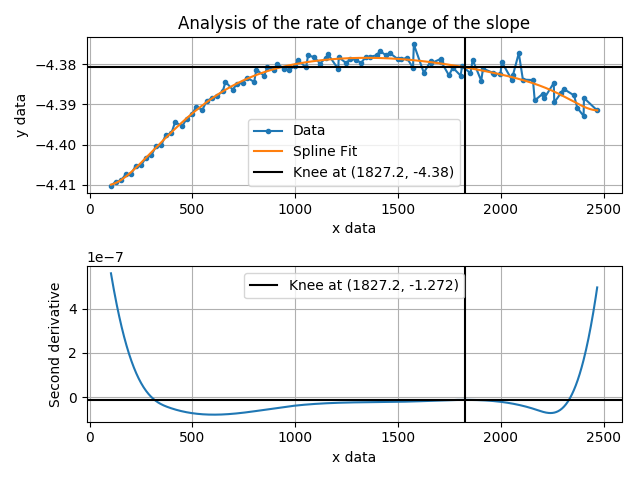 Analysis of the rate of change of the slope
−4.38
−4.39
−4.40
−4.41
y data
Data
Spline Fit
Knee at (1827.2, -4.38)
0 500 1000 1500 2000 2500
x data
1e−7
4
2
0
Second derivative
Knee at (1827.2, -1.272)
0 500 1000 1500 2000 2500
x data